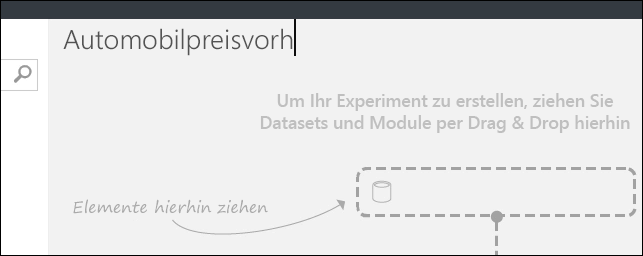 Automobilpreisvorh
Um Ihr Experiment zu erstellen, ziehen Sie
Datasets und Module per Drag & Drop hierhin
Elemente hierhin ziehen